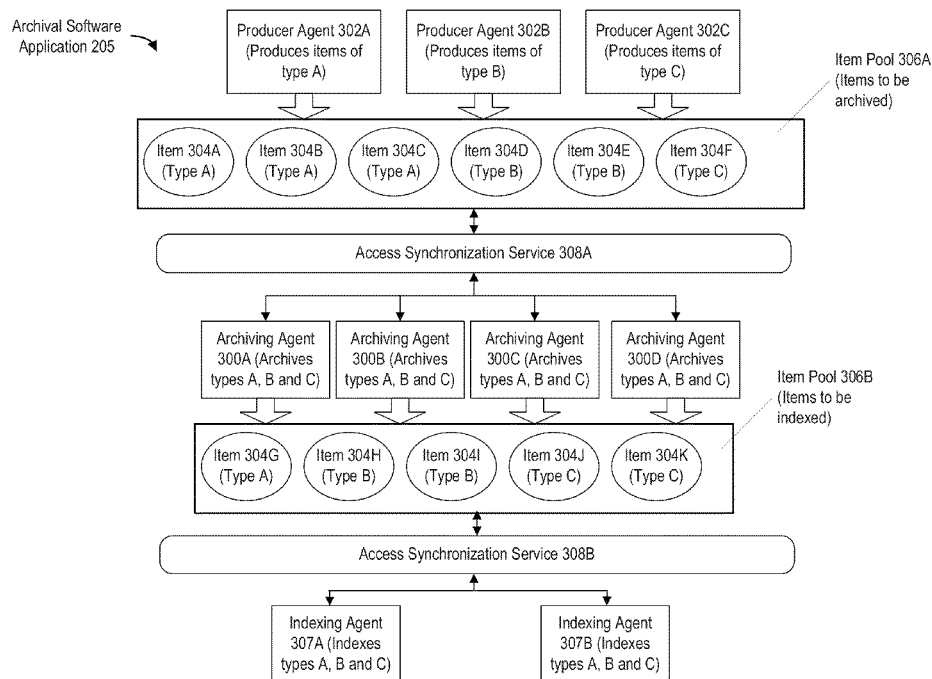 Archival Software
Application 205
Producer Agent 302A
(Produces items of
type A)
Producer Agent 302B
(Produces items of
type B)
Producer Agent 302C
(Produces items of
type C)
Item Pool 306A
(Items to be
archived)
Item 304A
(Type A)
Item 304B
(Type A)
Item 304C
(Type A)
Item 304D
(Type B)
Item 304E
(Type B)
Item 304F
(Type C)
Access Synchronization Service 308A
Archiving Agent
300A (Archives
types A, B and C)
Archiving Agent
300B (Archives
types A, B and C)
Archiving Agent
300C (Archives
types A, B and C)
Archiving Agent
300D (Archives
types A, B and C)
Item Pool 306B
(Items to be
indexed)
Item 304G
(Type A)
Item 304H
(Type B)
Item 304I
(Type B)
Item 304J
(Type C)
Item 304K
(Type C)
Access Synchronization Service 308B
Indexing Agent
307A (Indexes
types A, B and C)
Indexing Agent
307B (Indexes
types A, B and C)